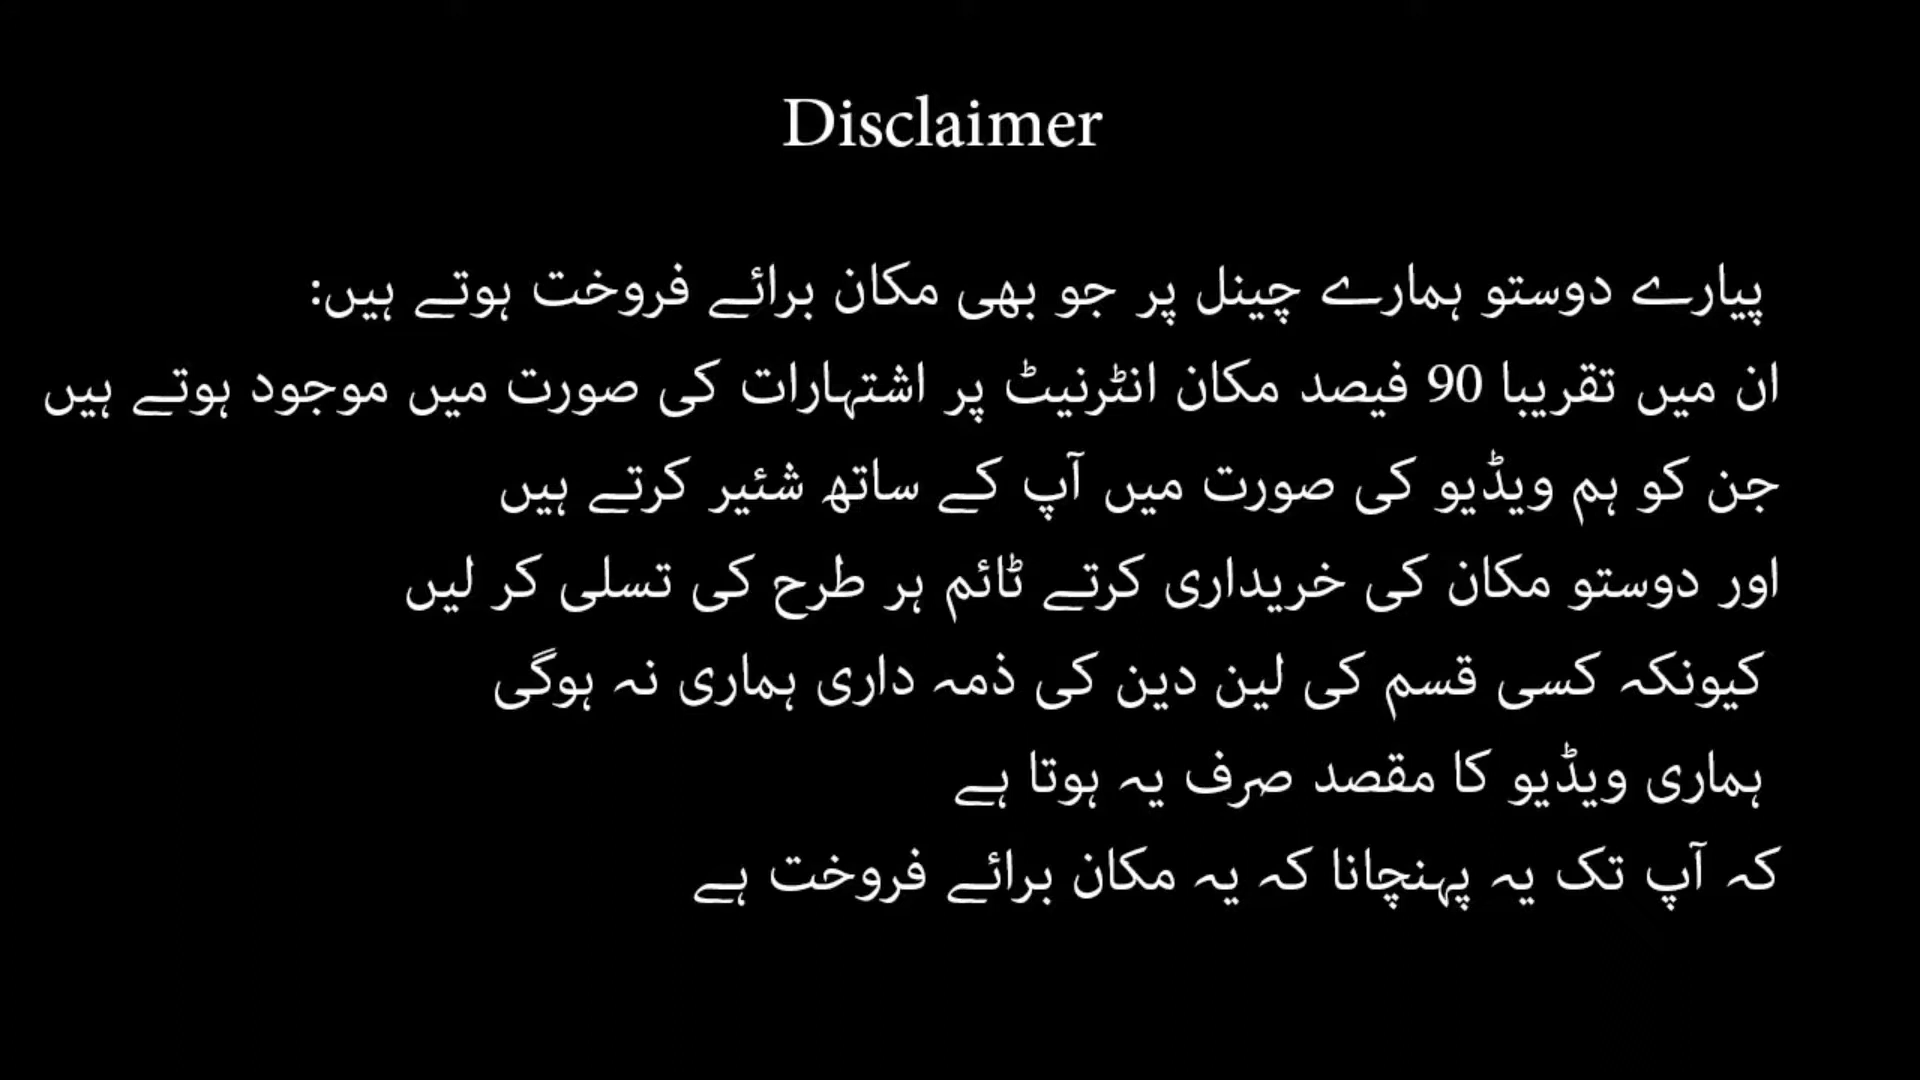 Disclaimer
پیارے دوستو ہمارے چینل پر جو بھی مکان برائے فروخت ہوتے ہیں:
ان میں تقریبا 90 فیصد مکان انٹرنیٹ پر اشتہارات کی صورت میں موجود ہوتے ہیں
جن کو ہم ویڈیو کی صورت میں آپ کے ساتھ شئیر کرتے ہیں
اور دوستو مکان کی خریداری کرتے ٹائم ہر طرح کی تسلی کر لیں
کیونکہ کسی قسم کی لین دین کی ذمہ داری ہماری نہ ہوگی
ہماری ویڈیو کا مقصد صرف یہ ہوتا ہے
کہ آپ تک یہ پہنچانا کہ یہ مکان برائے فروخت ہے